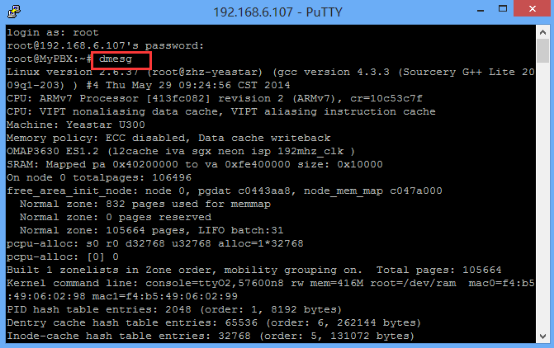 192.168.6.107 - PuTTY
login as: root
root@192.168.6.107's password:
root@MyPBX:~# dmesg
Linux version 2.6.37 (root@zhz-yeastar) (gcc version 4.3.3 (Sourcery G++ Lite 20
09q1-203) ) #4 Thu May 29 09:24:56 CST 2014
CPU: ARMv7 Processor [413fc082] revision 2 (ARMv7), cr=10c53c7f
CPU: VIPT nonaliasing data cache, VIPT aliasing instruction cache
Machine: Yeastar U300
Memory policy: ECC disabled, Data cache writeback
OMAP3630 ES1.2 (l2cache iva sgx neon isp 192mhz_clk )
SRAM: Mapped pa 0x40200000 to va 0xfe400000 size: 0x10000
On node 0 totalpages: 106496
free_area_init_node: node 0, pgdat c0443aa8, node_mem_map c047a000
  Normal zone: 832 pages used for memmap
  Normal zone: 0 pages reserved
  Normal zone: 105664 pages, LIFO batch:31
pcpu-alloc: s0 r0 d32768 u32768 alloc=1*32768
pcpu-alloc: [0] 0
Built 1 zonelists in Zone order, mobility grouping on.  Total pages: 105664
Kernel command line: console=ttyO2,57600n8 rw mem=416M root=/dev/ram  mac0=f4:b5
:49:06:02:98 mac1=f4:b5:49:06:02:99
PID hash table entries: 2048 (order: 1, 8192 bytes)
Dentry cache hash table entries: 65536 (order: 6, 262144 bytes)
Inode-cache hash table entries: 32768 (order: 5, 131072 bytes)